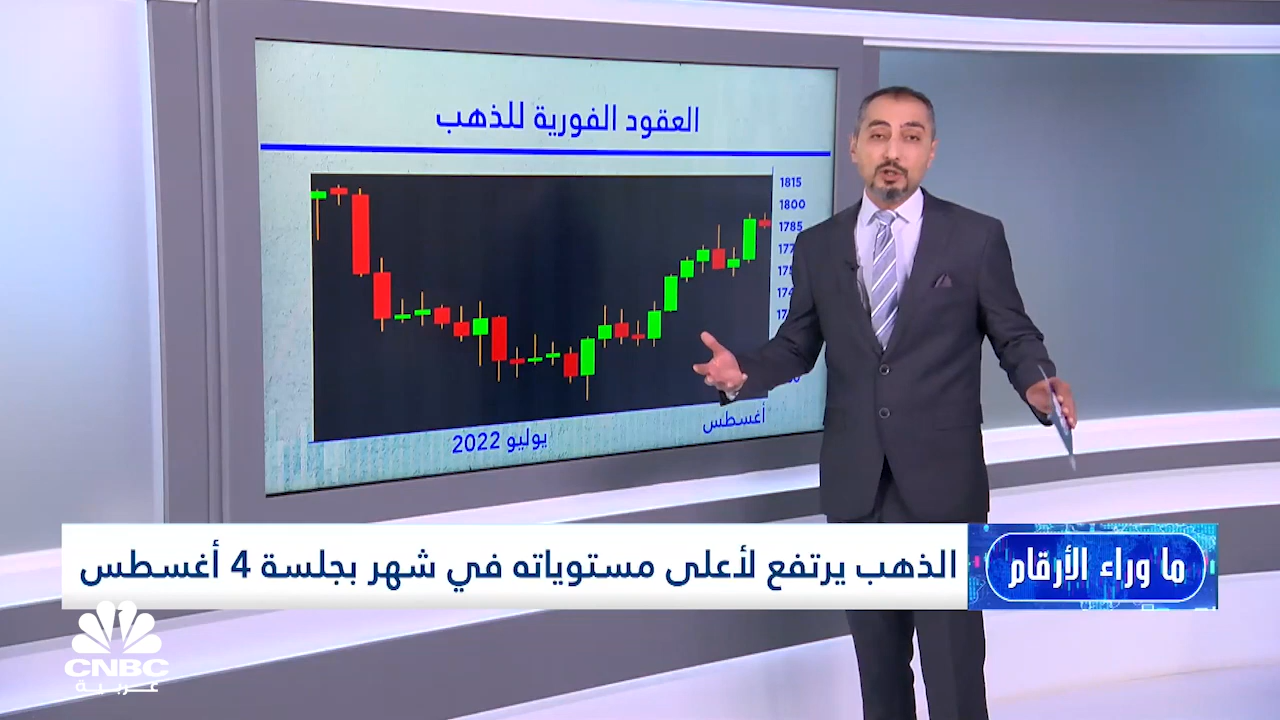 العقود الفورية للذهب
1815
1800
1785
أغسطس
يوليو 2022
ما وراء الأرقام
الذهب يرتفع لأعلى مستوياته في شهر بجلسة 4 أغسطس
CNBC
عربية